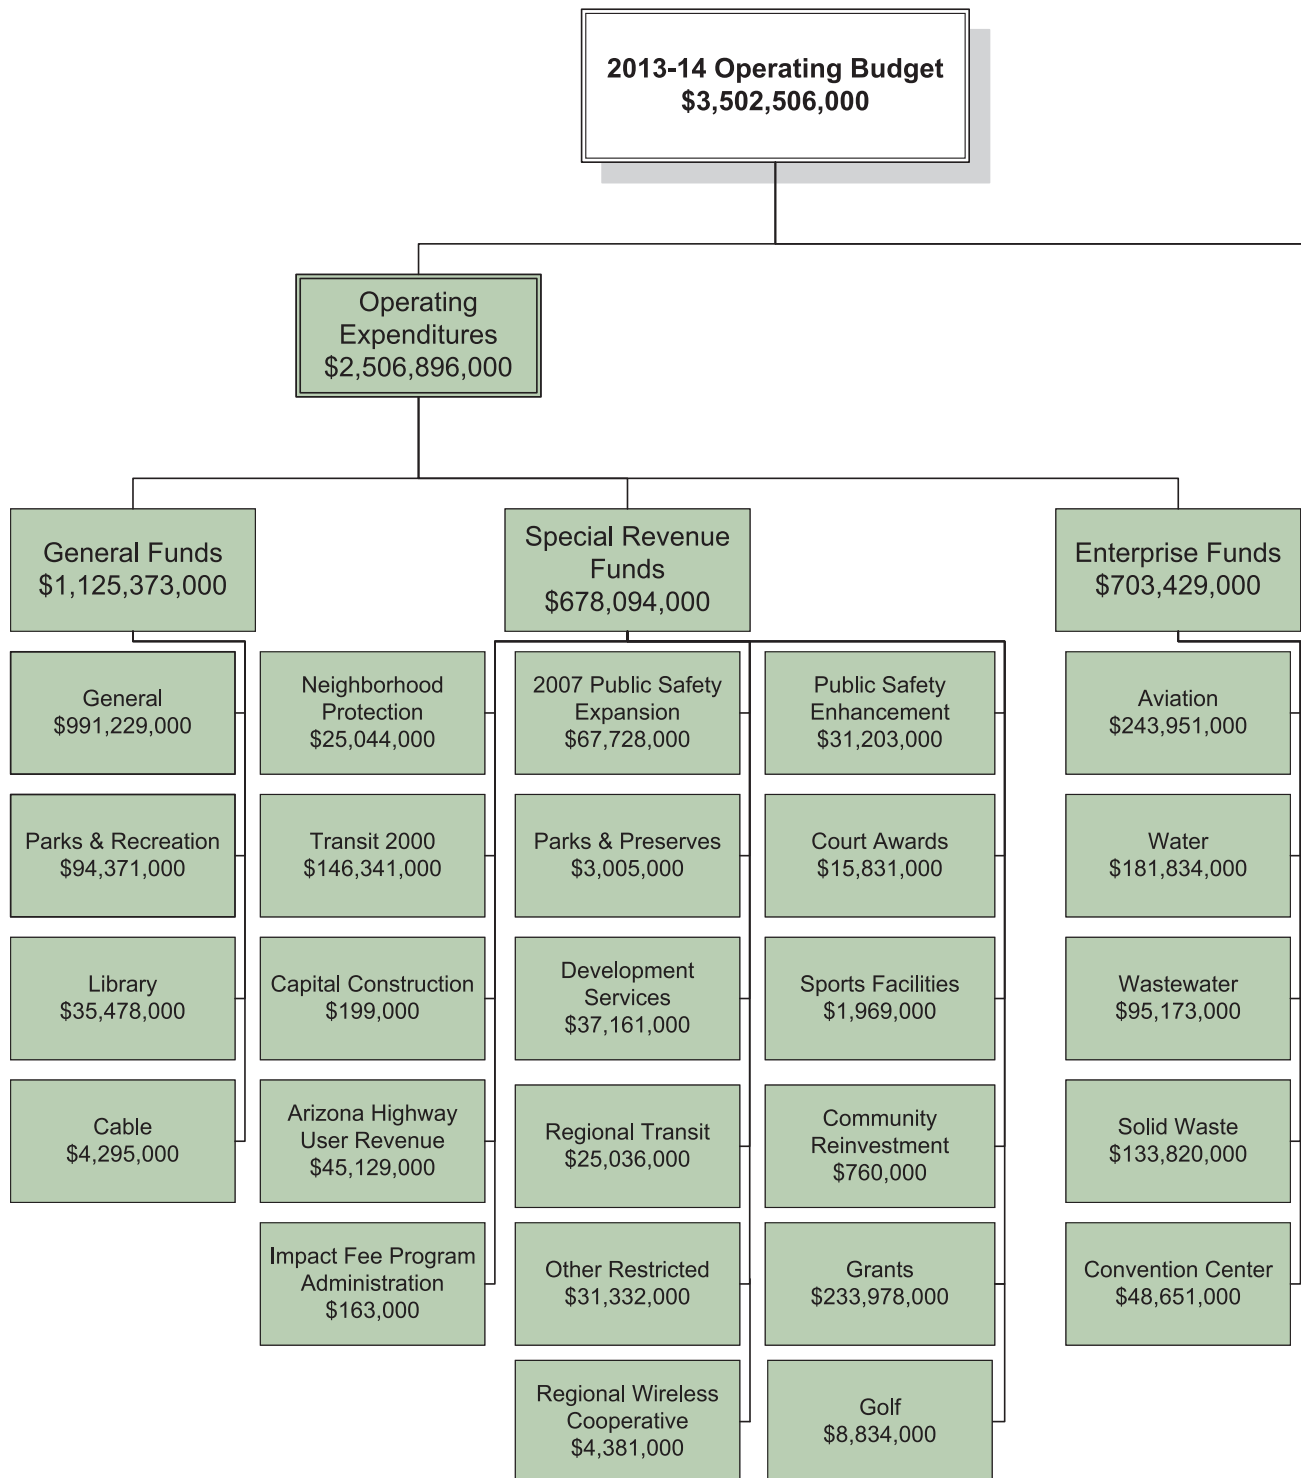 2013-14 Operating Budget
$3,502,506,000
Operating
Expenditures
$2,506,896,000
General Funds
$1,125,373,000
Special Revenue
Funds
$678,094,000
Enterprise Funds
$703,429,000
General
$991,229,000
Neighborhood
Protection
$25,044,000
2007 Public Safety
Expansion
$67,728,000
Public Safety
Enhancement
$31,203,000
Aviation
$243,951,000
Parks & Recreation
$94,371,000
Transit 2000
$146,341,000
Parks & Preserves
$3,005,000
Court Awards
$15,831,000
Water
$181,834,000
Library
$35,478,000
Capital Construction
$199,000
Development
Services
$37,161,000
Sports Facilities
$1,969,000
Wastewater
$95,173,000
Cable
$4,295,000
Arizona Highway
User Revenue
$45,129,000
Regional Transit
$25,036,000
Community
Reinvestment
$760,000
Solid Waste
$133,820,000
Impact Fee Program
Administration
$163,000
Other Restricted
$31,332,000
Grants
$233,978,000
Convention Center
$48,651,000
Regional Wireless
Cooperative
$4,381,000
Golf
$8,834,000